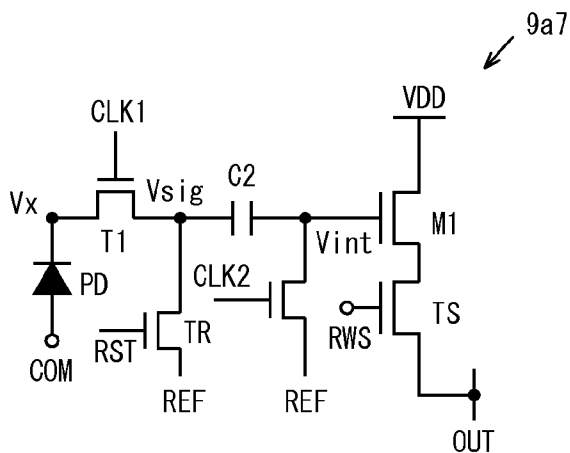 9a7
VDD
CLK1
Vx
Vsig
C2
T1
Vint
M1
PD
CLK2
TR
TS
RST
RWS
COM
REF
REF
OUT